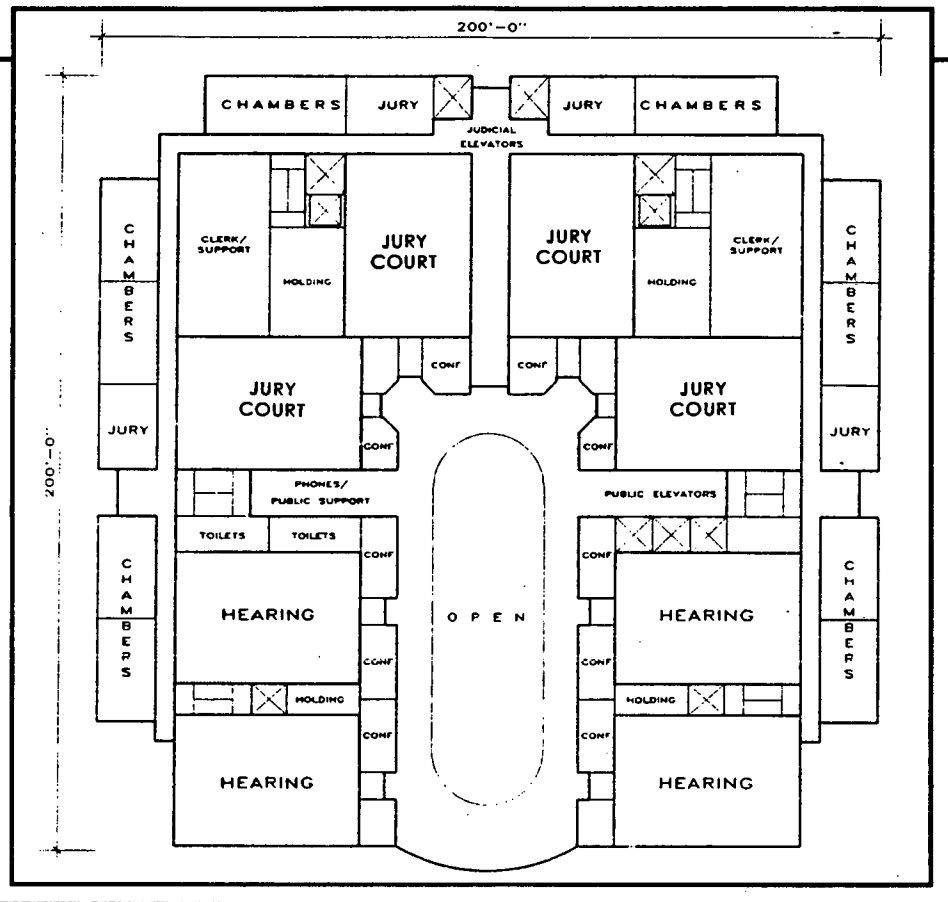 200'-0"
CHAMBERS
JURY
JURY
CHAMBERS
JUDICIAL
ELEVATORS
CLERK/
SUPPORT
HOLDING
JURY
COURT
JURY
COURT
HOLDING
CLERK/
SUPPORT
CHAMBERS
CHAMBERS
CONF
CONF
JURY
COURT
JURY
COURT
JURY
JURY
CONF
CONF
200'-0"
PHONES/
PUBLIC SUPPORT
PUBLIC ELEVATORS
TOILETS
TOILETS
CONF
CONF
CHAMBERS
CHAMBERS
HEARING
OPEN
HEARING
CONF
CONF
HOLDING
HOLDING
CONF
CONF
HEARING
HEARING